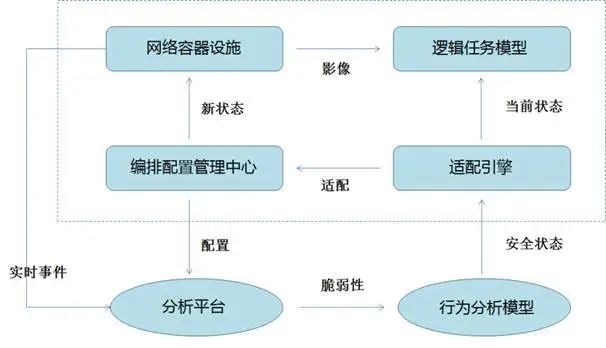 网络容器设施
影像
逻辑任务模型
新状态
当前状态
编排配置管理中心
适配
适配引擎
配置
安全状态
实时事件
分析平台
脆弱性
行为分析模型